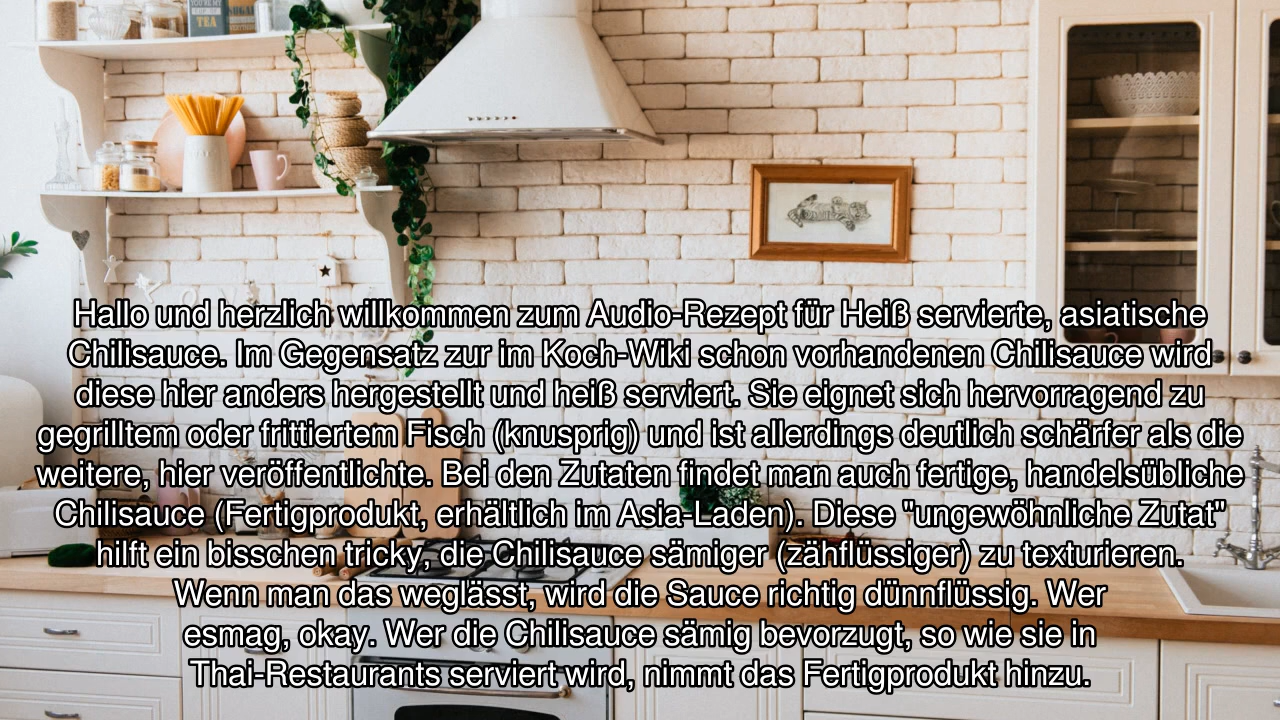 TEA
Hallo und herzlich willkommen zum Audio-Rezept für Heiß servierte, asiatische
Chilisauce. Im Gegensatz zur im Koch-Wiki schon vorhandenen Chilisauce wird
diese hier anders hergestellt und heiß serviert. Sie eignet sich hervorragend zu
gegrilltem oder frittiertem Fisch (knusprig) und ist allerdings deutlich schärfer als die
weitere, hier veröffentlichte. Bei den Zutaten findet man auch fertige, handelsübliche
Chilisauce (Fertigprodukt, erhältlich im Asia-Laden). Diese "ungewöhnliche Zutat"
hilft ein bisschen tricky, die Chilisauce sämiger (zähflüssiger) zu texturieren.
Wenn man das weglässt, wird die Sauce richtig dünnflüssig. Wer
esmag, okay. Wer die Chilisauce sämig bevorzugt, so wie sie in
Thai-Restaurants serviert wird, nimmt das Fertigprodukt hinzu.